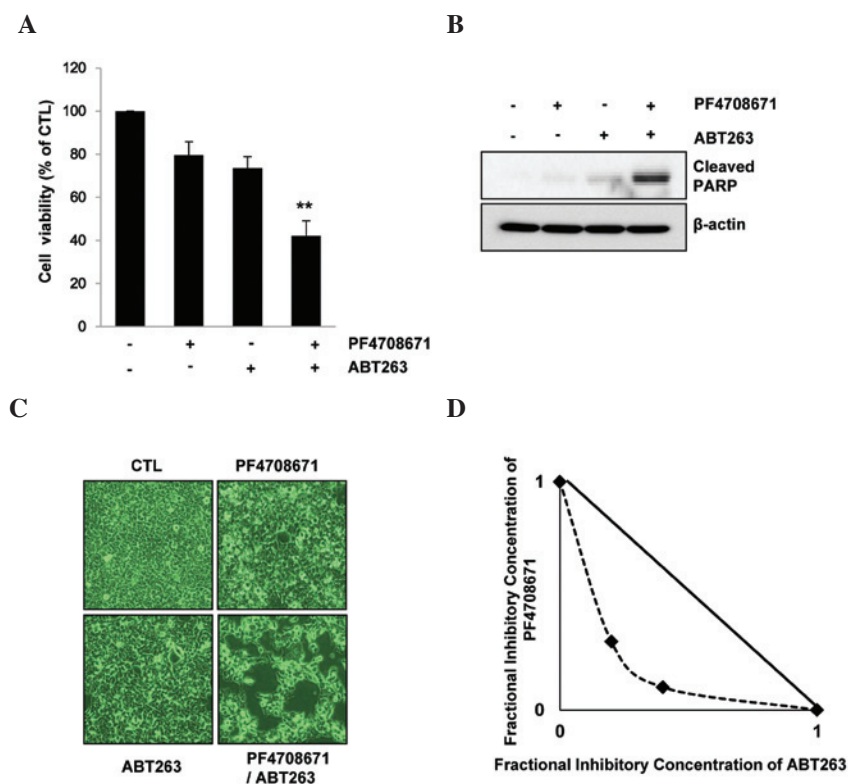 A
120
100
80
60
40
20
0
Cell viability (% of CTL)
**
- + - + PF4708671
- - + + ABT263
B
- + - + PF4708671
- - + + ABT263
Cleaved
PARP
β-actin
C
CTL PF4708671
ABT263 PF4708671
/ ABT263
D
Fractional Inhibitory Concentration of
PF4708671
1
0
0 1
Fractional Inhibitory Concentration of ABT263